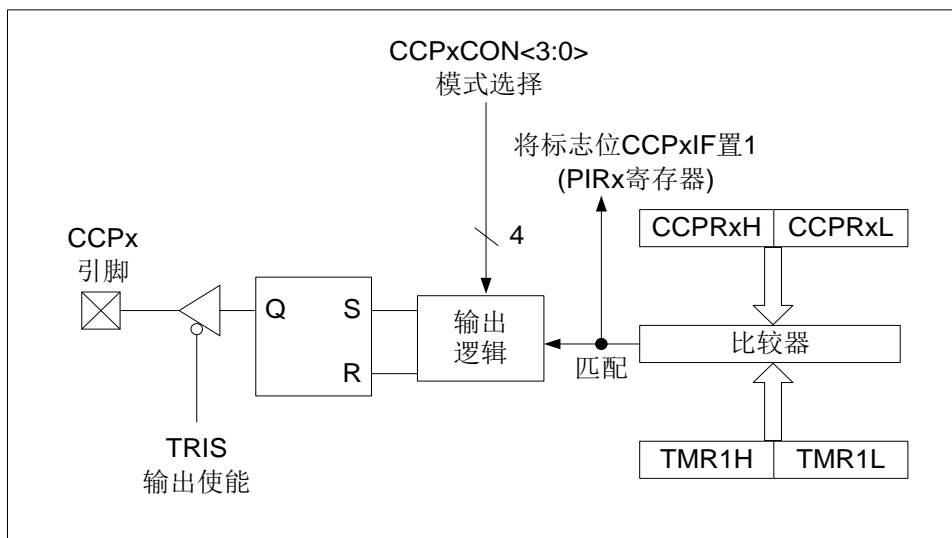 CCPxCON<3:0>
模式选择
将标志位CCPxIF置1
(PIRx寄存器)
4
CCPRxH CCPRxL
CCPx
引脚
Q S
R
输出
逻辑
匹配
比较器
TRIS
输出使能
TMR1H TMR1L